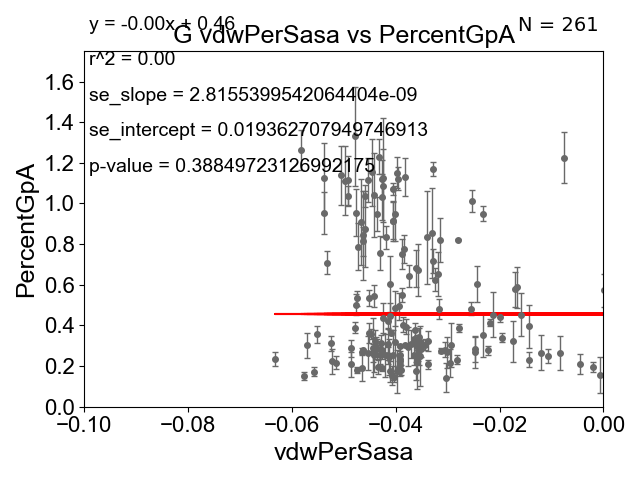 y = -0.00x + 0.46
N = 261
G vdwPerSasa vs PercentGpA
r^2 = 0.00
se_slope = 2.8155399542064404e-09
se_intercept = 0.019362707949746913
p-value = 0.38849723126992175
PercentGpA
1.6
1.4
1.2
1.0
0.8
0.6
0.4
0.2
0.0
−0.10
−0.08
−0.06
−0.04
−0.02
0.00
vdwPerSasa